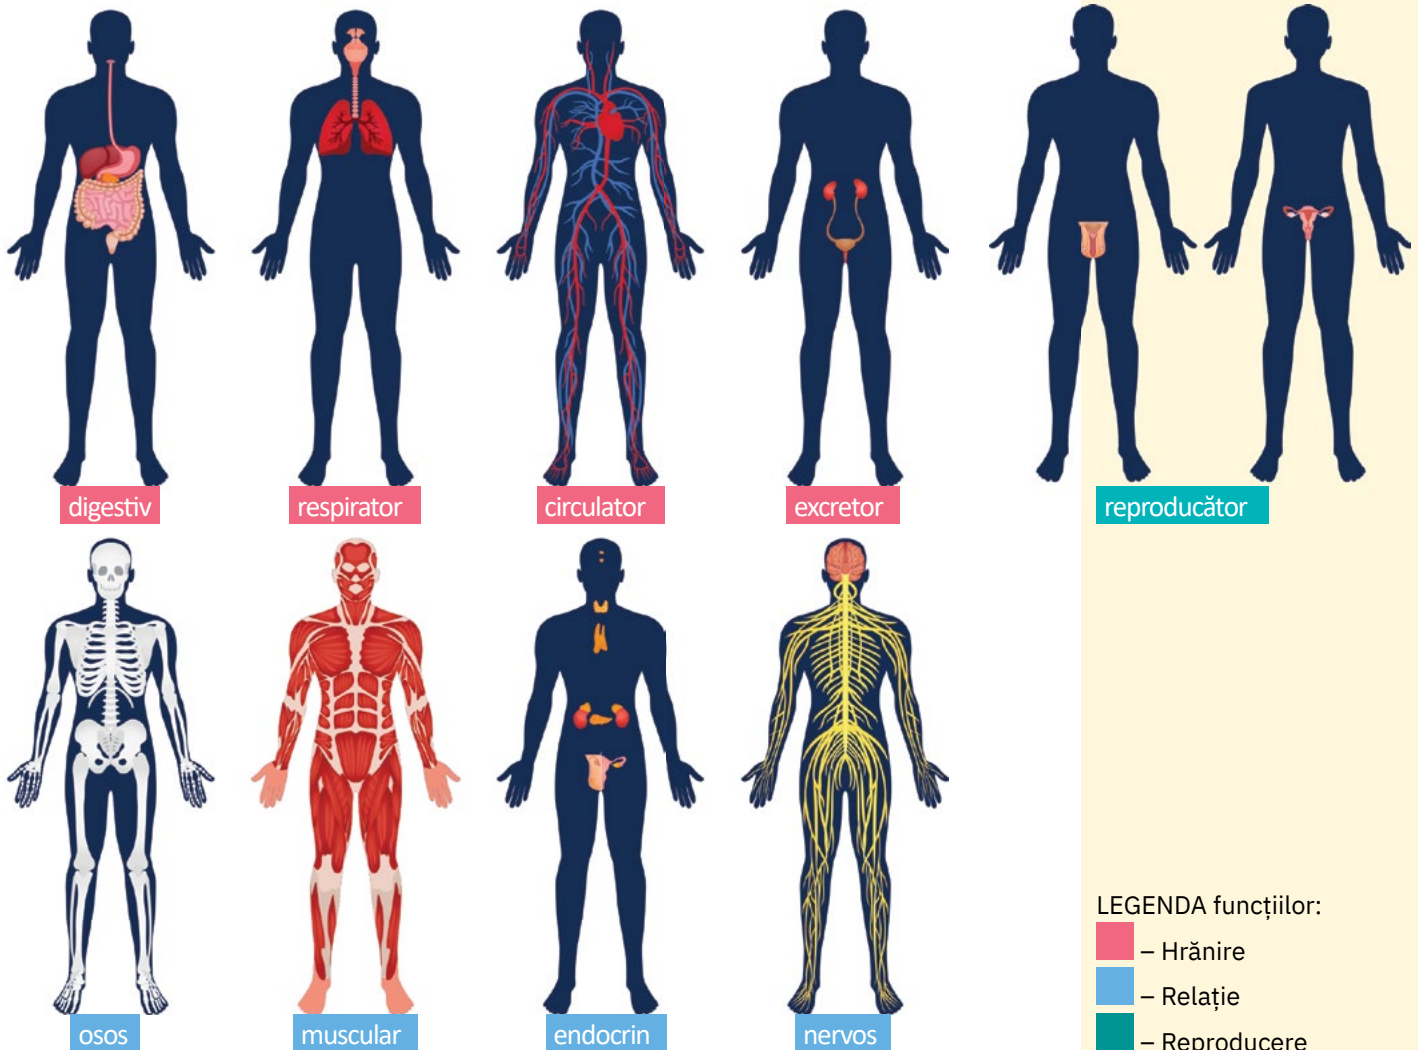 digestiv
respirator
circulator
excretor
reproducător
osos
muscular
endocrin
nervos
LEGENDA funcțiilor:
– Hrănire
– Relație
– Reproducere